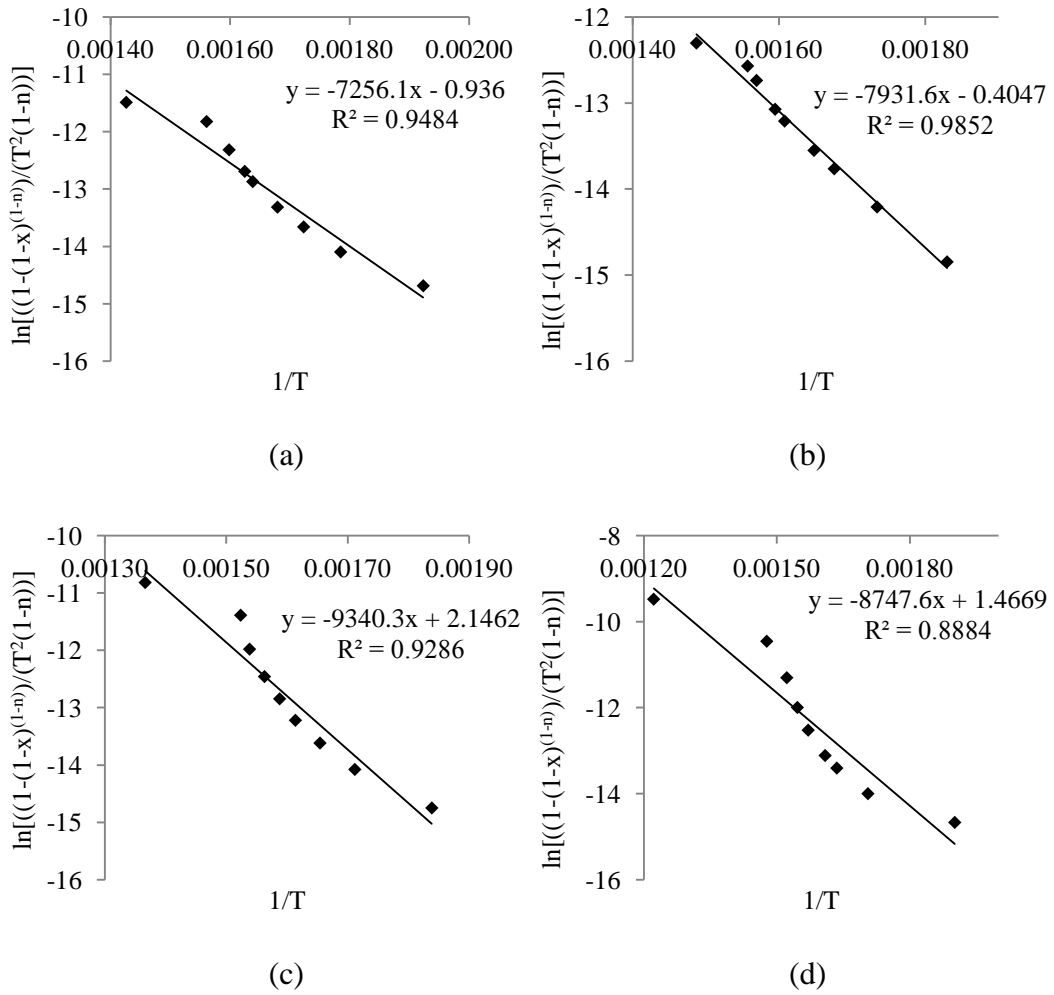 -10
0.00140 0.00160 0.00180 0.00200
-11
-12
-13
-14
-15
-16
y = -7256.1x - 0.936
R² = 0.9484
ln[((1-(1-x)^(1-n))/(T²(1-n))]
1/T
(a)
-12
0.00140 0.00160 0.00180
-13
-14
-15
-16
y = -7931.6x - 0.4047
R² = 0.9852
ln[((1-(1-x)^(1-n))/(T²(1-n))]
1/T
(b)
-10
0.00130 0.00150 0.00170 0.00190
-11
-12
-13
-14
-15
-16
y = -9340.3x + 2.1462
R² = 0.9286
ln[((1-(1-x)^(1-n))/(T²(1-n))]
1/T
(c)
-8
0.00120 0.00150 0.00180
-10
-12
-14
-16
y = -8747.6x + 1.4669
R² = 0.8884
ln[((1-(1-x)^(1-n))/(T²(1-n))]
1/T
(d)